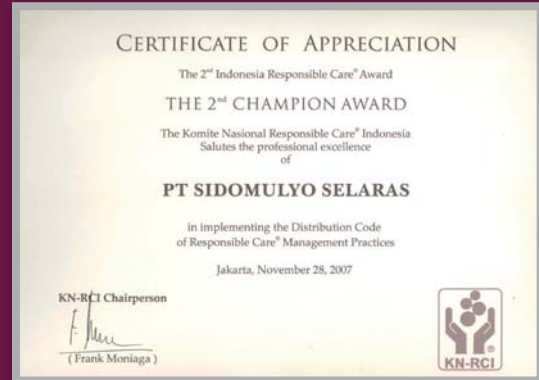 CERTIFICATE OF APPRECIATION
The 2nd Indonesia Responsible Care® Award
THE 2nd CHAMPION AWARD
The Komite Nasional Responsible Care® Indonesia
Salutes the professional excellence
of
PT SIDOMULYO SELARAS
in implementing the Distribution Code
of Responsible Care® Management Practices
Jakarta, November 28, 2007
KN-RCI Chairperson
( Frank Moniaga )
®
KN-RCI